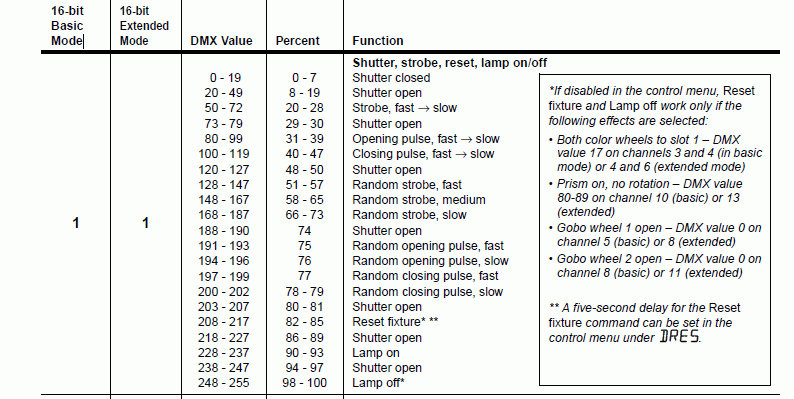 16-bit Basic Mode 16-bit Extended Mode DMX Value Percent Function
Shutter, strobe, reset, lamp on/off
1 1
0 - 19 0 - 7 Shutter closed
20 - 49 8 - 19 Shutter open
50 - 72 20 - 28 Strobe, fast → slow
73 - 79 29 - 30 Shutter open
80 - 99 31 - 39 Opening pulse, fast → slow
100 - 119 40 - 47 Closing pulse, fast → slow
120 - 127 48 - 50 Shutter open
128 - 147 51 - 57 Random strobe, fast
148 - 167 58 - 65 Random strobe, medium
168 - 187 66 - 73 Random strobe, slow
188 - 190 74 Shutter open
191 - 193 75 Random opening pulse, fast
194 - 196 76 Random opening pulse, slow
197 - 199 77 Random closing pulse, fast
200 - 202 78 - 79 Random closing pulse, slow
203 - 207 80 - 81 Shutter open
208 - 217 82 - 85 Reset fixture* **
218 - 227 86 - 89 Shutter open
228 - 237 90 - 93 Lamp on
238 - 247 94 - 97 Shutter open
248 - 255 98 - 100 Lamp off*
*If disabled in the control menu, Reset
fixture and Lamp off work only if the
following effects are selected:
• Both color wheels to slot 1 – DMX
value 17 on channels 3 and 4 (in basic
mode) or 4 and 6 (extended mode)
• Prism on, no rotation – DMX value
80-89 on channel 10 (basic) or 13
(extended)
• Gobo wheel 1 open – DMX value 0 on
channel 5 (basic) or 8 (extended)
• Gobo wheel 2 open – DMX value 0 on
channel 8 (basic) or 11 (extended)
** A five-second delay for the Reset
fixture command can be set in the
control menu under DRES.